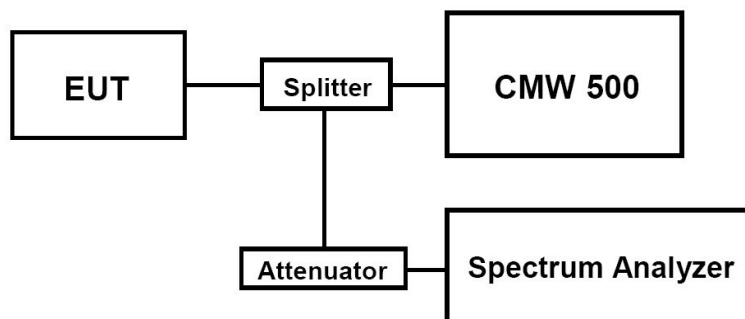 EUT
Splitter
CMW 500
Attenuator
Spectrum Analyzer